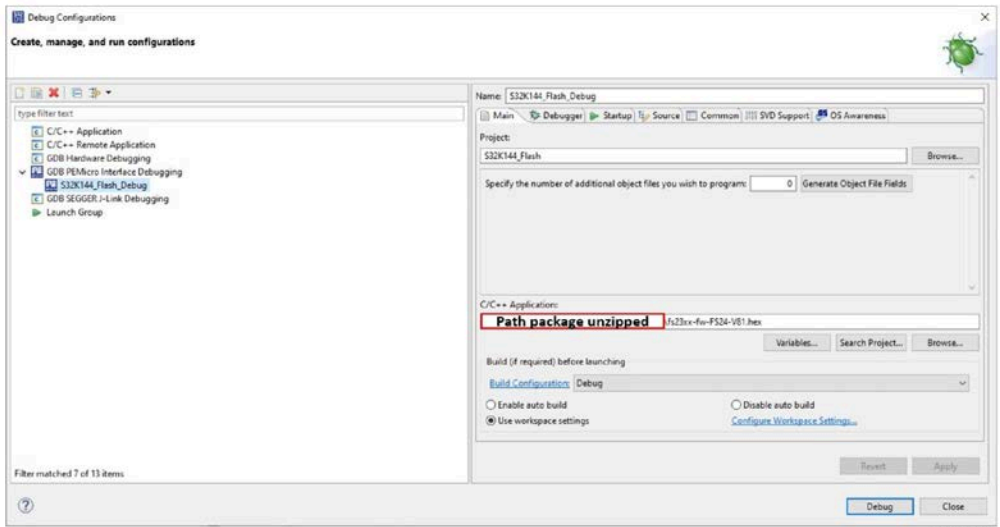 Debug Configurations
Create, manage, and run configurations
type filter text
C/C++ Application
C/C++ Remote Application
GDB Hardware Debugging
GDB PEMicro Interface Debugging
S32K144_Flash_Debug
GDB SEGGER J-Link Debugging
Launch Group
Filter matched 7 of 13 items
Name: S32K144_Flash_Debug
Main Debugger Startup Source Common SVD Support OS Awareness
Project:
S32K144_Flash Browse...
Specify the number of additional object files you wish to program: 0 Generate Object File Fields
C/C++ Application:
Path package unzipped \fs23xx-fw-FS24-V81.hex
Variables... Search Project... Browse...
Build (if required) before launching
Build Configuration: Debug
Enable auto build Disable auto build
Use workspace settings Configure Workspace Settings...
Revert Apply
Debug Close